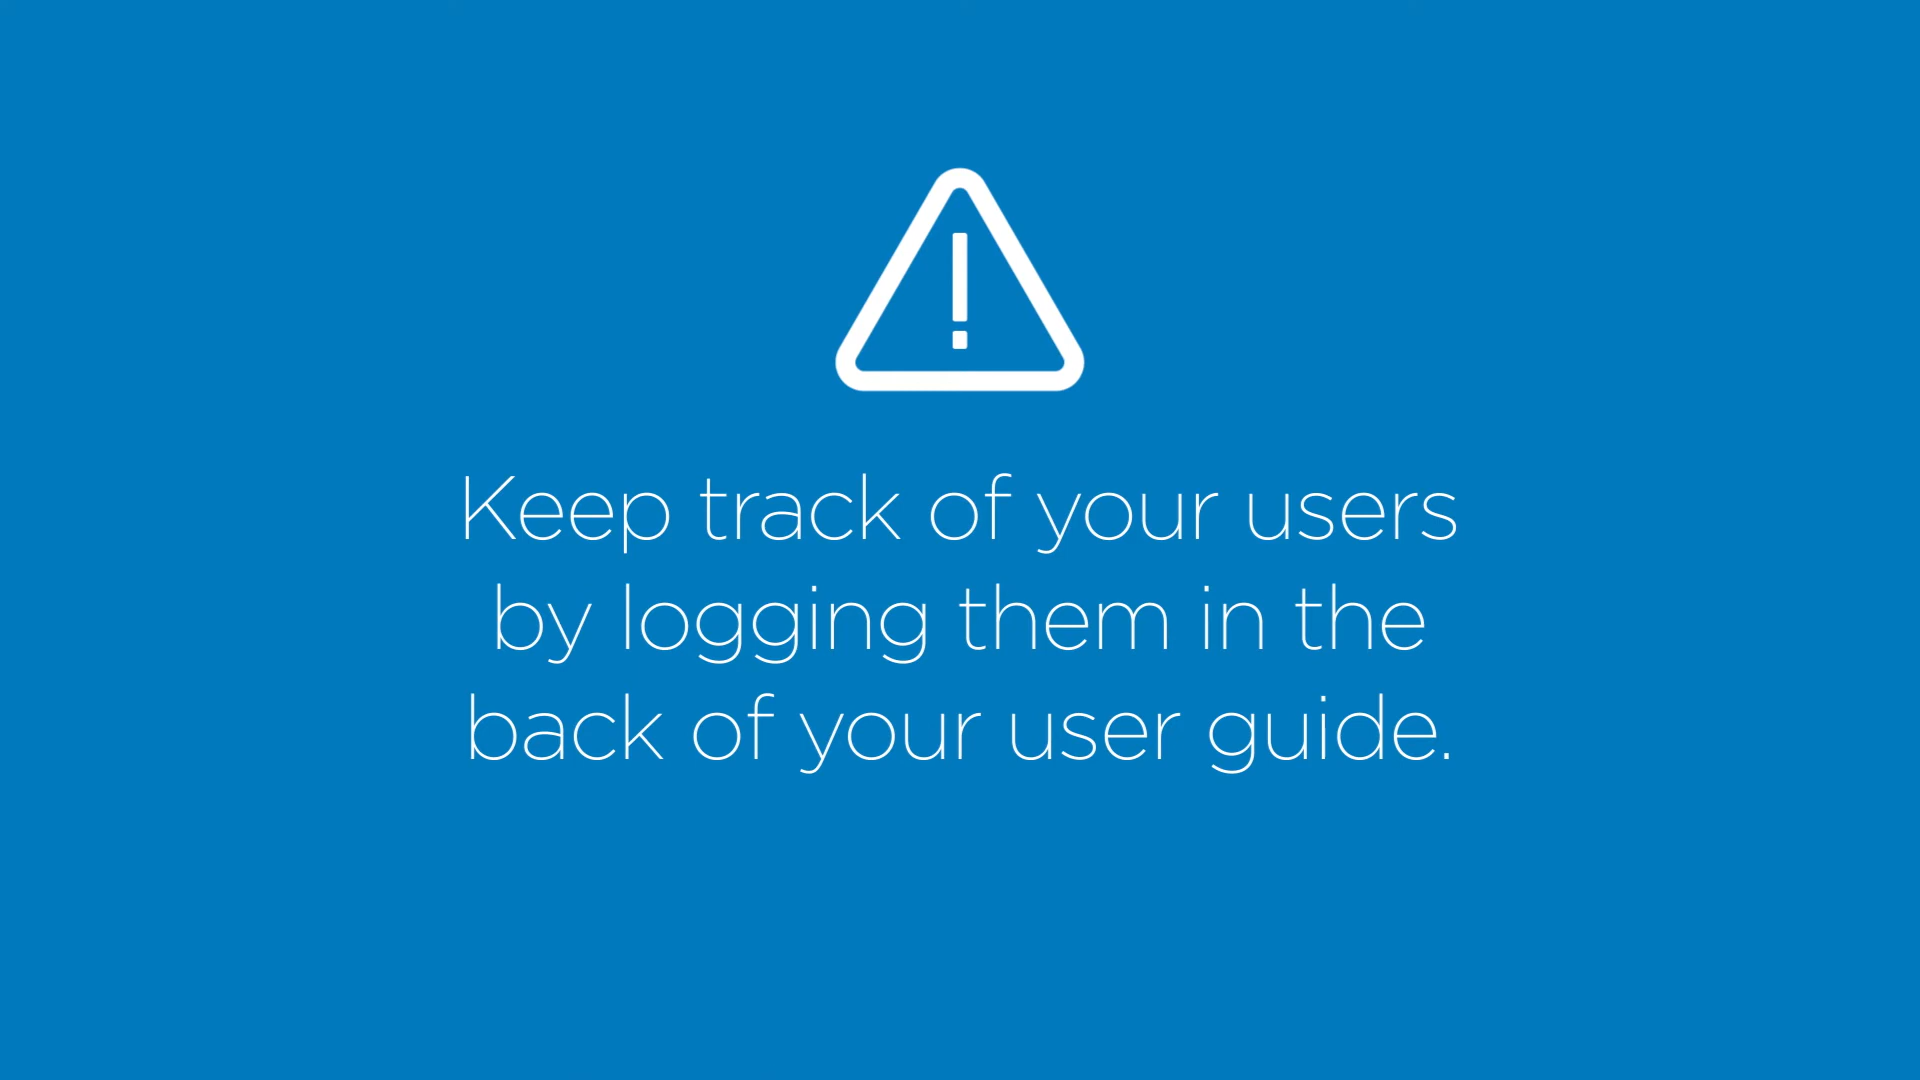 Keep track of your users
by logging them in the
back of your user guide.